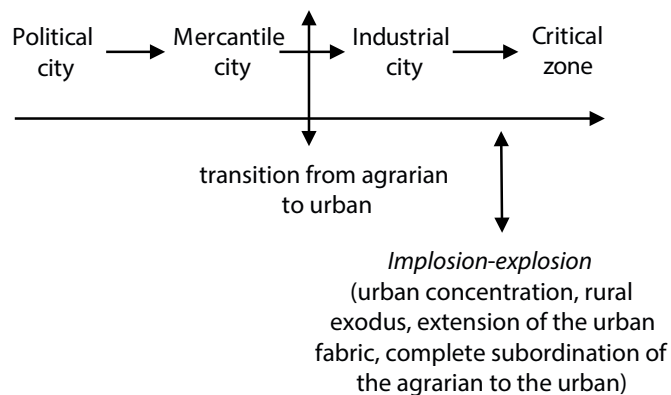 Political
city
Mercantile
city
Industrial
city
Critical
zone
transition from agrarian
to urban
Implosion-explosion
(urban concentration, rural
exodus, extension of the urban
fabric, complete subordination of
the agrarian to the urban)